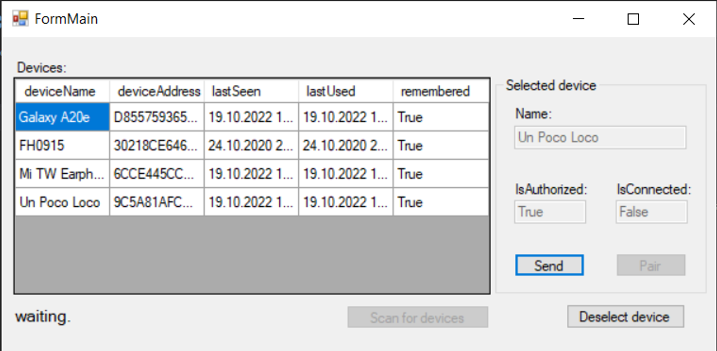 FormMain
Devices:
deviceName deviceAddress lastSeen lastUsed remembered
Galaxy A20e D855759365... 19.10.2022 1... 19.10.2022 1... True
FH0915 30218CE646... 24.10.2020 2... 24.10.2020 2... True
Mi TW Earph... 6CCE445CC... 19.10.2022 1... 19.10.2022 1... True
Un Poco Loco 9C5A81AFC... 19.10.2022 1... 19.10.2022 1... True
Selected device
Name:
Un Poco Loco
IsAuthorized: IsConnected:
True False
Send Pair
waiting. Scan for devices Deselect device